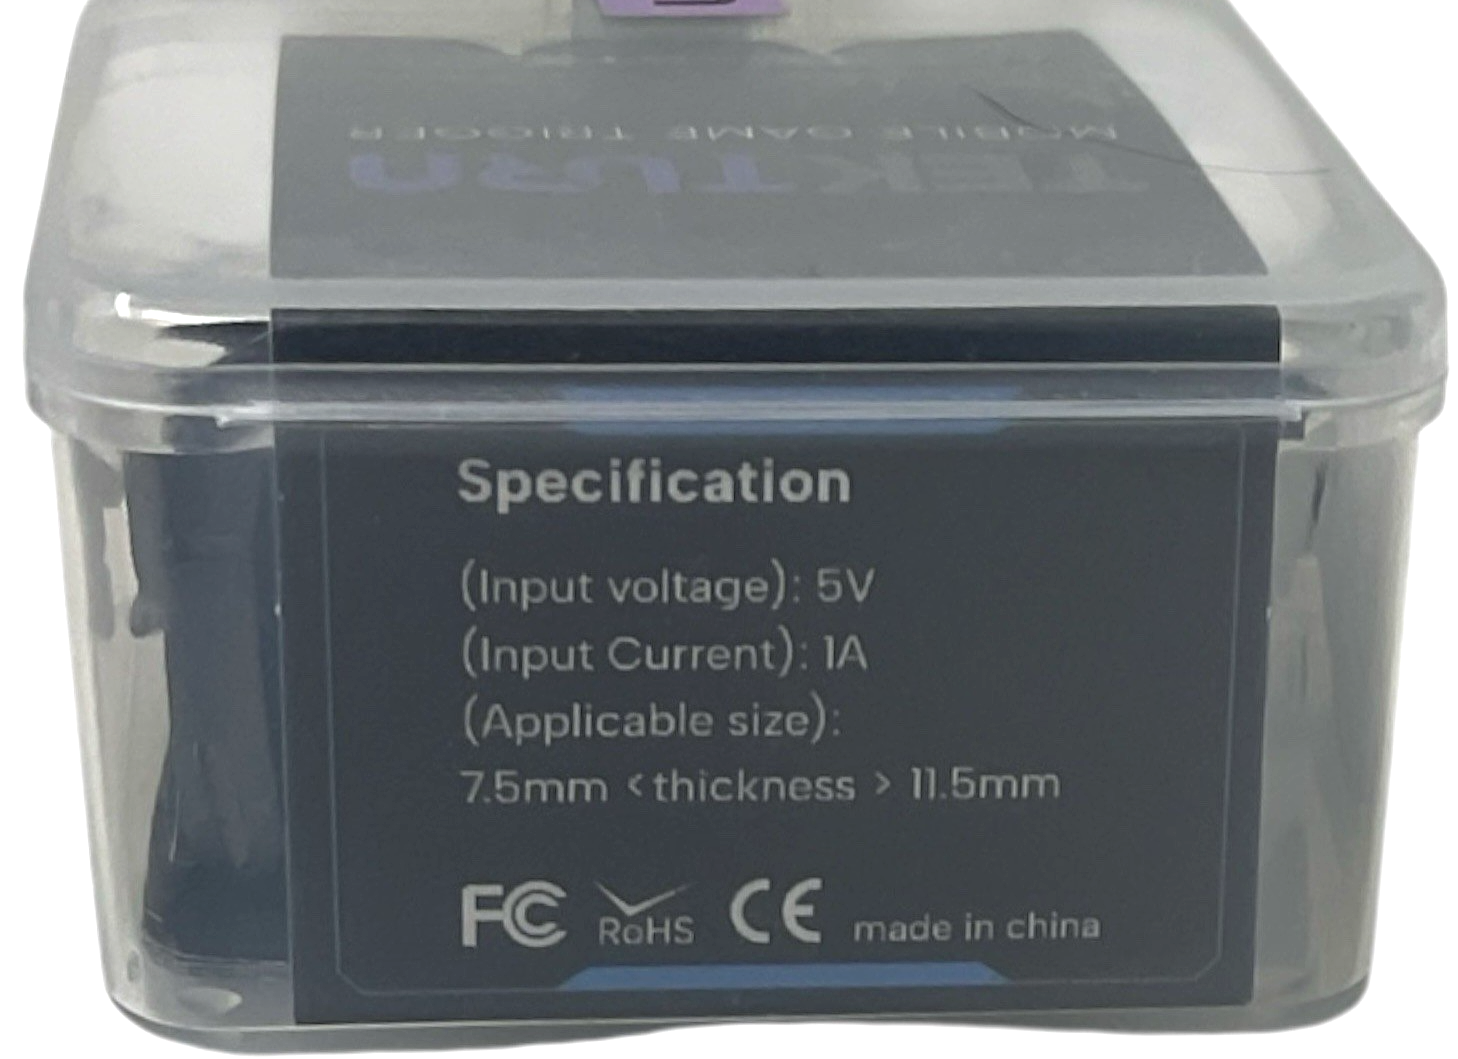 MOBILE GAME TRIGGER
TEKTURN
Specification
(Input voltage): 5V
(Input Current): 1A
(Applicable size):
7.5mm <thickness > 11.5mm
FC RoHS CE made in china